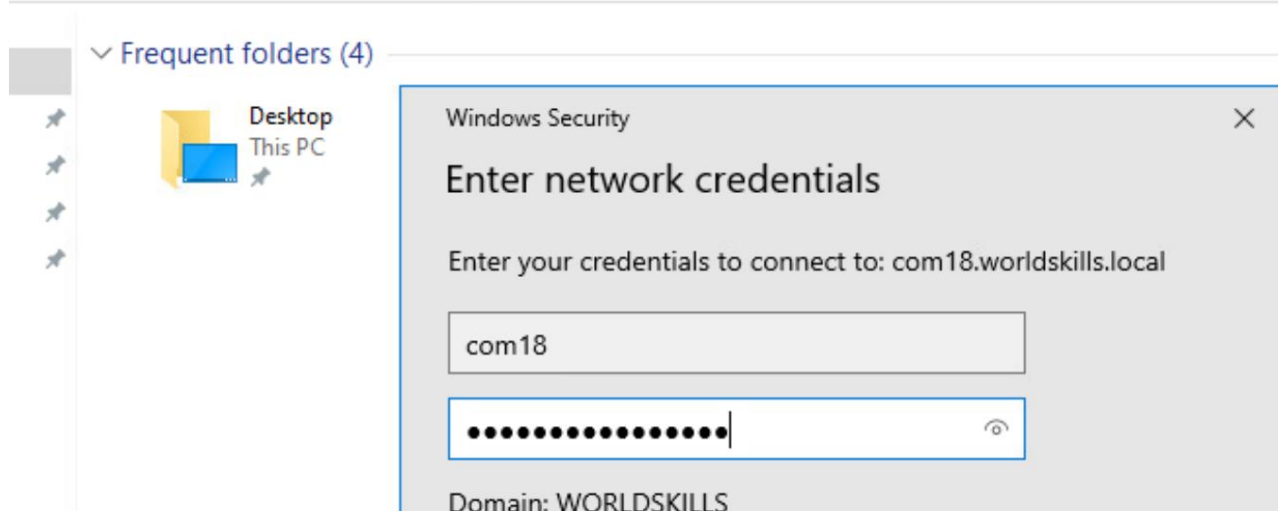 Frequent folders (4)
Desktop
This PC
Windows Security
Enter network credentials
Enter your credentials to connect to: com18.worldskills.local
com18
••••••••••••••••
Domain: WORLDSKILLS